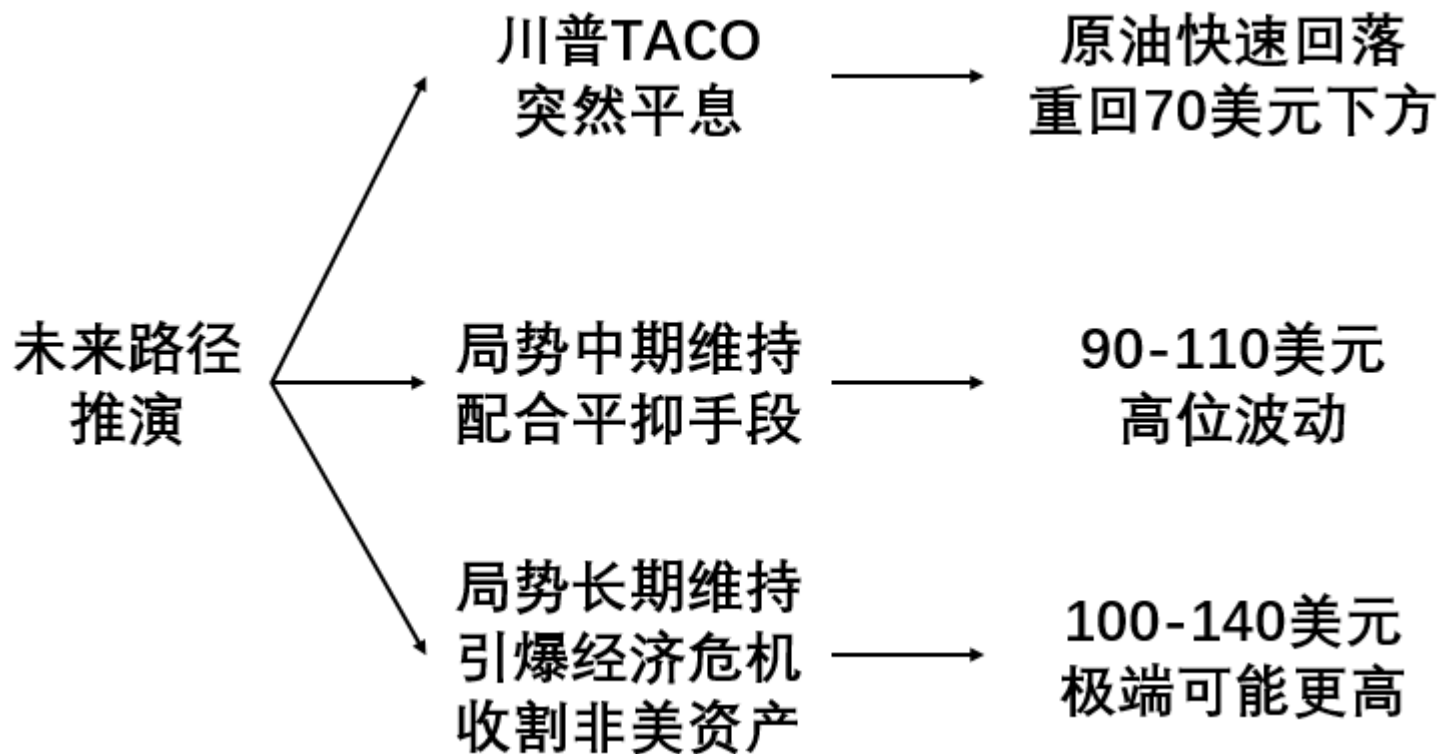 未来路径
推演
川普TACO
突然平息
原油快速回落
重回70美元下方
局势中期维持
配合平抑手段
90-110美元
高位波动
局势长期维持
引爆经济危机
收割非美资产
100-140美元
极端可能更高